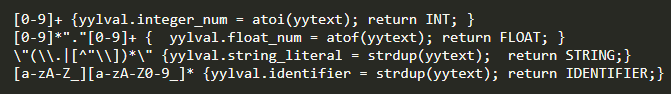 [0-9]+ {yylval.integer_num = atoi(yytext); return INT; }
[0-9]*"."[0-9]+ {  yylval.float_num = atof(yytext); return FLOAT; }
\"(\\.|[^"\\])*\" {yylval.string_literal = strdup(yytext);  return STRING;}
[a-zA-Z_][a-zA-Z0-9_]* {yylval.identifier = strdup(yytext); return IDENTIFIER;}